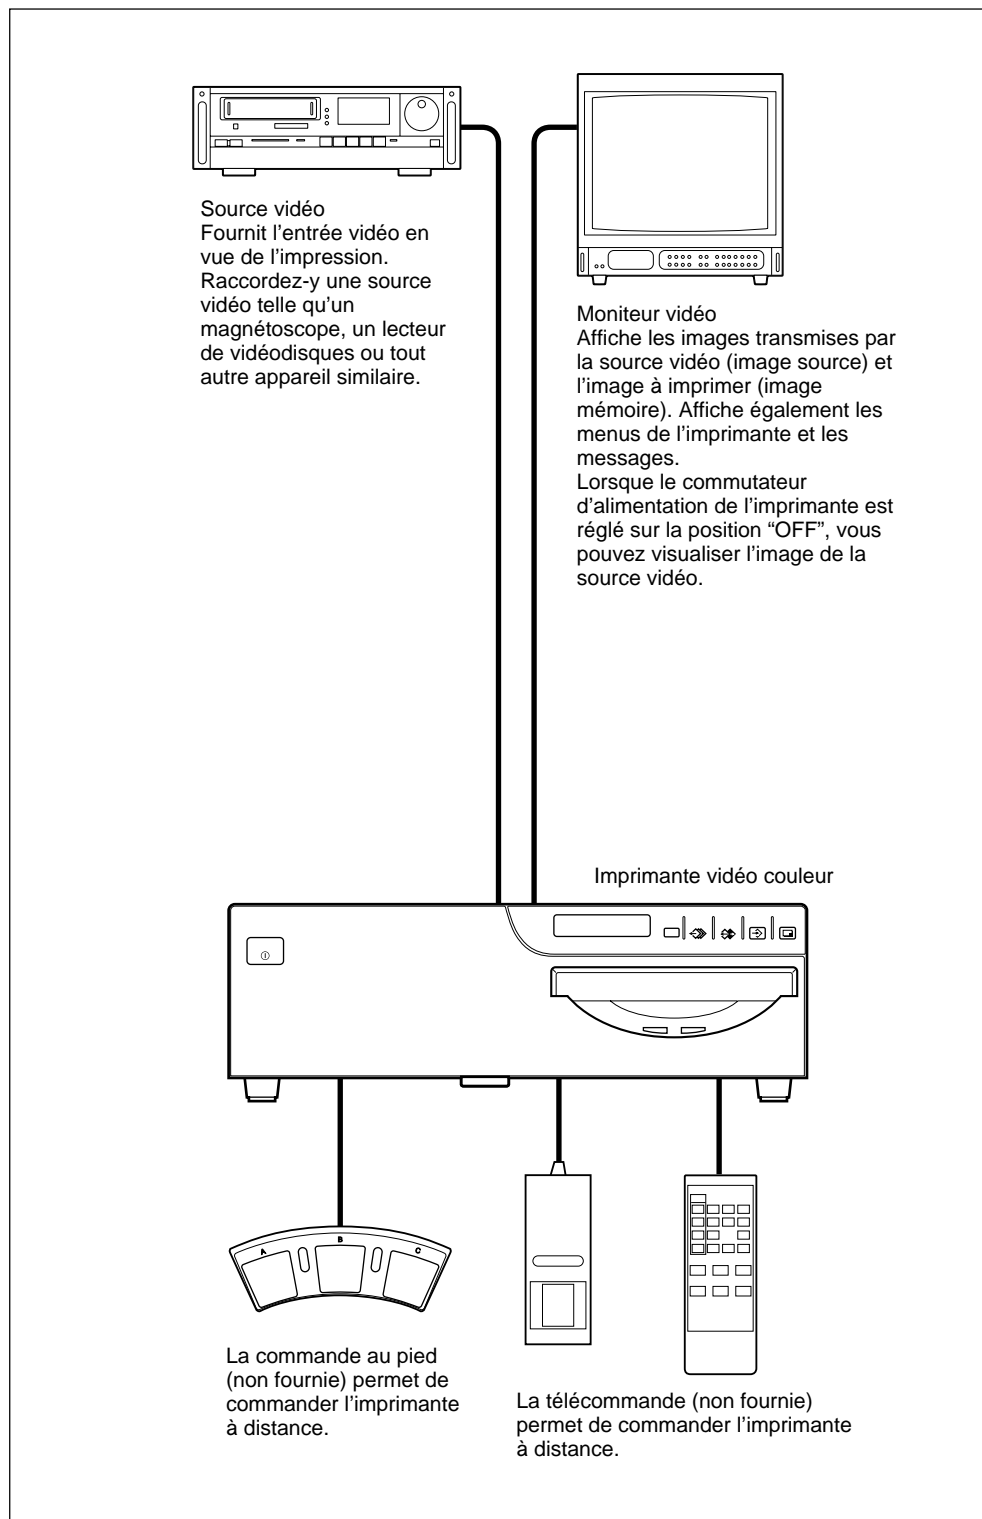 Source vidéo
Fournit l’entrée vidéo en
vue de l’impression.
Raccordez-y une source
vidéo telle qu’un
magnétoscope, un lecteur
de vidéodisques ou tout
autre appareil similaire.
Moniteur vidéo
Affiche les images transmises par
la source vidéo (image source) et
l’image à imprimer (image
mémoire). Affiche également les
menus de l’imprimante et les
messages.
Lorsque le commutateur
d’alimentation de l’imprimante est
réglé sur la position “OFF”, vous
pouvez visualiser l’image de la
source vidéo.
Imprimante vidéo couleur
A
B
C
La commande au pied
(non fournie) permet de
commander l’imprimante
à distance.
La télécommande (non fournie)
permet de commander l’imprimante
à distance.